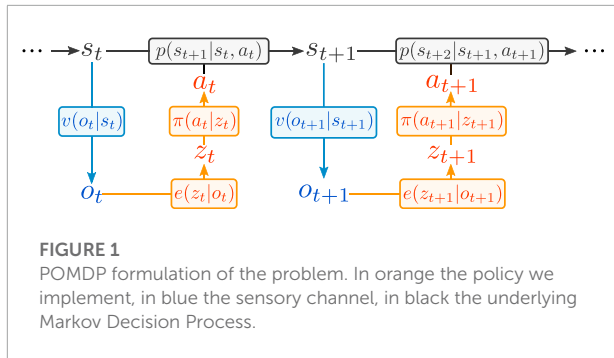 ··· s_t p(s_{t+1}|s_t, a_t) s_{t+1} p(s_{t+2}|s_{t+1}, a_{t+1}) ···
a_t a_{t+1}
v(o_t|s_t) π(a_t|z_t) v(o_{t+1}|s_{t+1}) π(a_{t+1}|z_{t+1})
z_t z_{t+1}
o_t e(z_t|o_t) o_{t+1} e(z_{t+1}|o_{t+1})
FIGURE 1
POMDP formulation of the problem. In orange the policy we
implement, in blue the sensory channel, in black the underlying
Markov Decision Process.